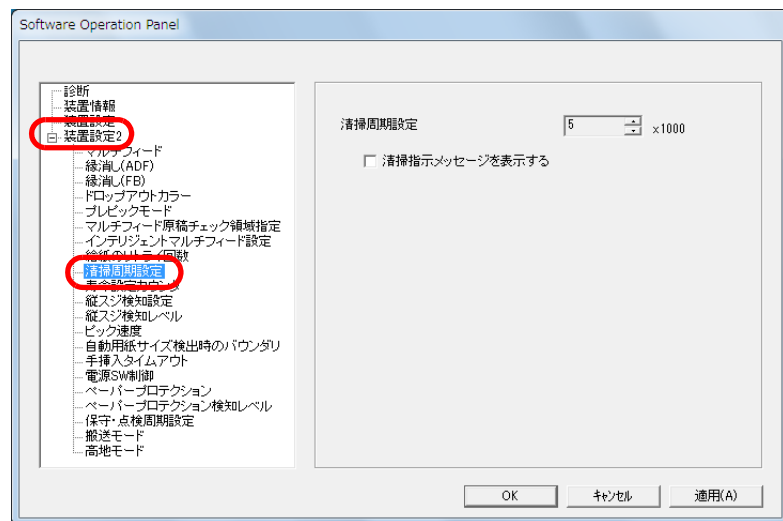 Software Operation Panel
診断
装置情報
装置設定
装置設定2
マルチフィード
縁消し(ADF)
縁消し(FB)
ドロップアウトカラー
プレピックモード
マルチフィード原稿チェック領域指定
インテリジェントマルチフィード設定
給紙のリトライ回数
清掃周期設定
寿命設定カウンタ
縦スジ検知設定
縦スジ検知レベル
ピック速度
自動用紙サイズ検出時のバウンダリ
手挿入タイムアウト
電源SW制御
ペーパープロテクション
ペーパープロテクション検知レベル
保守・点検周期設定
搬送モード
高地モード
清掃周期設定 5 ×1000
清掃指示メッセージを表示する
OK キャンセル 適用(A)